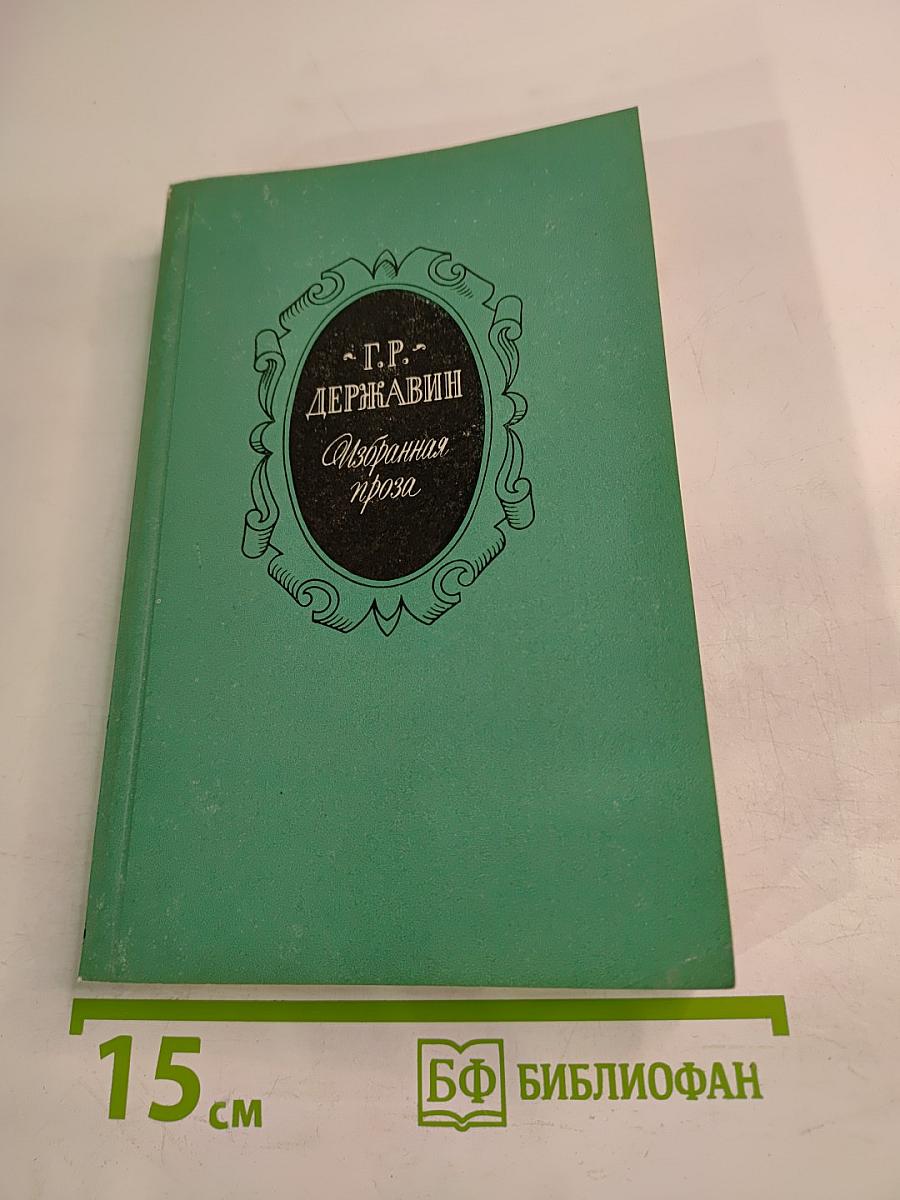 Г.Р.
ДЕРЖАВИН
Избранная
проза
15 см
БФ БИБЛИОФАН